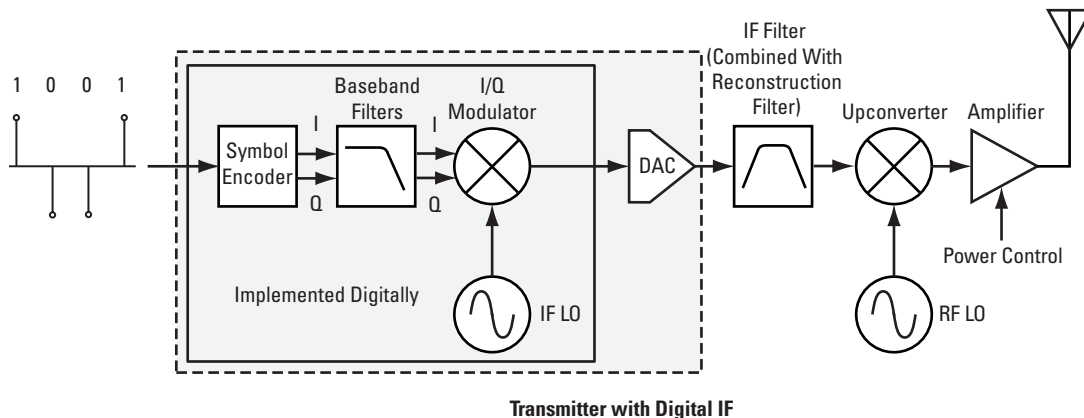 IF Filter
(Combined With
Reconstruction
Filter)
1 0 0 1
Baseband
Filters
I/Q
Modulator
Upconverter
Amplifier
I
I
Symbol
Encoder
DAC
Q
Q
Power Control
Implemented Digitally
IF LO
RF LO
Transmitter with Digital IF